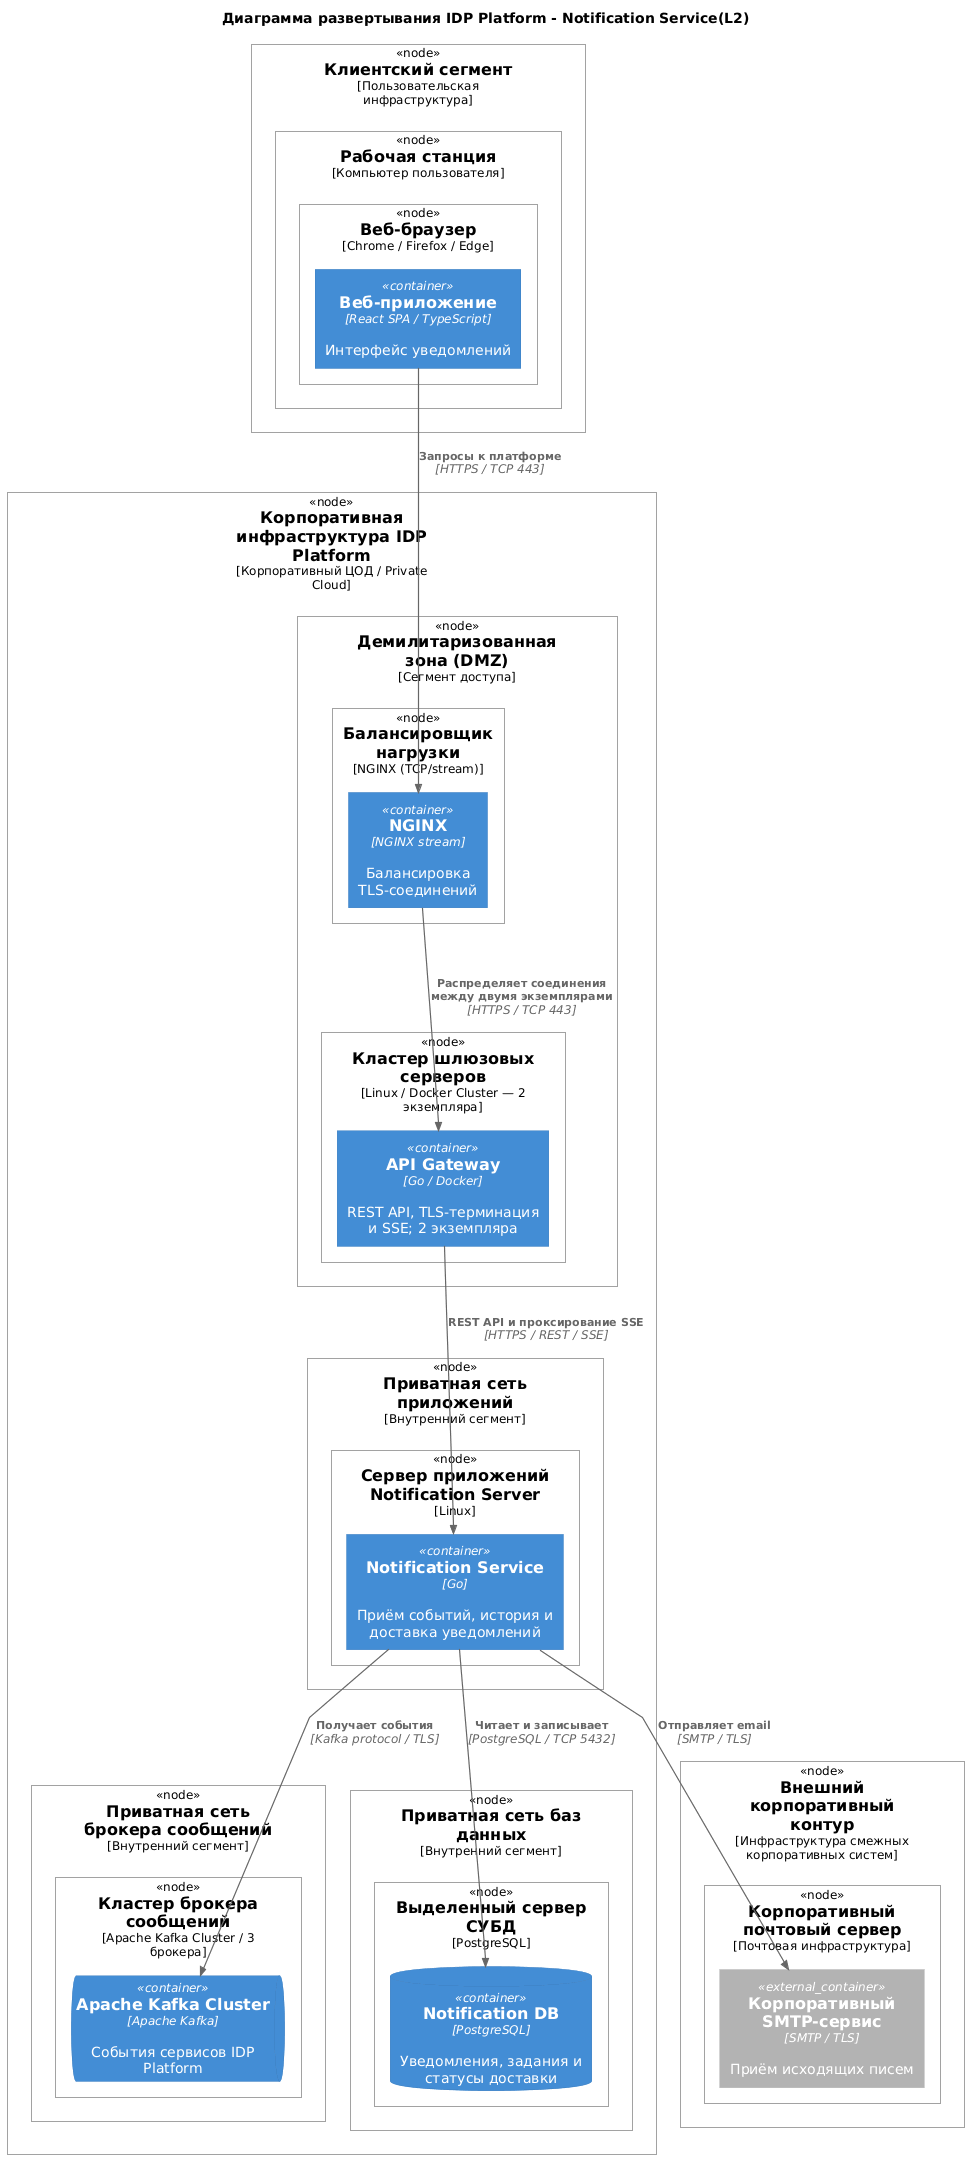 Диаграмма развертывания IDP Platform - Notification Service(L2)
«node»
Клиентский сегмент
[Пользовательская
инфраструктура]
«node»
Рабочая станция
[Компьютер пользователя]
«node»
Веб-браузер
[Chrome / Firefox / Edge]
«container»
Веб-приложение
[React SPA / TypeScript]
Интерфейс уведомлений
Запросы к платформе
[HTTPS / TCP 443]
«node»
Корпоративная
инфраструктура IDP
Platform
[Корпоративный ЦОД / Private
Cloud]
«node»
Демилитаризованная
зона (DMZ)
[Сегмент доступа]
«node»
Балансировщик
нагрузки
[NGINX (TCP/stream)]
«container»
NGINX
[NGINX stream]
Балансировка
TLS-соединений
Распределяет соединения
между двумя экземплярами
[HTTPS / TCP 443]
«node»
Кластер шлюзовых
серверов
[Linux / Docker Cluster — 2
экземпляра]
«container»
API Gateway
[Go / Docker]
REST API, TLS-терминация
и SSE; 2 экземпляра
REST API и проксирование SSE
[HTTPS / REST / SSE]
«node»
Приватная сеть
приложений
[Внутренний сегмент]
«node»
Сервер приложений
Notification Server
[Linux]
«container»
Notification Service
[Go]
Приём событий, история и
доставка уведомлений
Получает события
[Kafka protocol / TLS]
Читает и записывает
[PostgreSQL / TCP 5432]
Отправляет email
[SMTP / TLS]
«node»
Приватная сеть
брокера сообщений
[Внутренний сегмент]
«node»
Кластер брокера
сообщений
[Apache Kafka Cluster / 3
брокера]
«container»
Apache Kafka Cluster
[Apache Kafka]
События сервисов IDP
Platform
«node»
Приватная сеть баз
данных
[Внутренний сегмент]
«node»
Выделенный сервер
СУБД
[PostgreSQL]
«container»
Notification DB
[PostgreSQL]
Уведомления, задания и
статусы доставки
«node»
Внешний
корпоративный
контур
[Инфраструктура смежных
корпоративных систем]
«node»
Корпоративный
почтовый сервер
[Почтовая инфраструктура]
«external_container»
Корпоративный
SMTP-сервис
[SMTP / TLS]
Приём исходящих писем